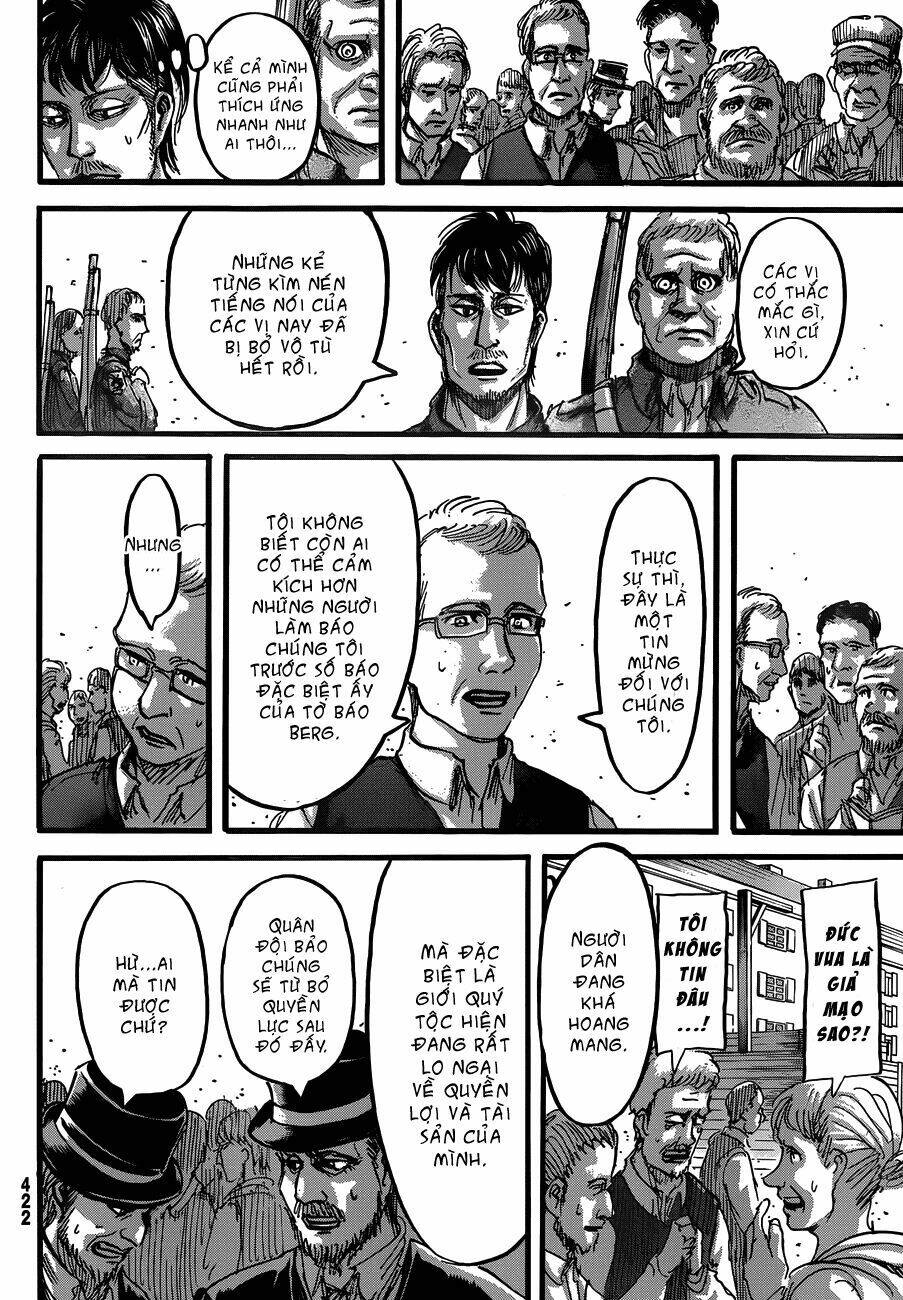 KỂ CẢ MÌNH
CŨNG PHẢI
THÍCH ỨNG
NHANH NHƯ
AI THÔI...
CÁC VỊ
CÓ THẮC
MẮC GÌ,
XIN CỨ
HỎI.
NHỮNG KẺ
TỪNG KÌM NÉN
TIẾNG NÓI CỦA
CÁC VỊ NAY ĐÃ
BỊ BỎ VÔ TÙ
HẾT RỒI.
THỰC
SỰ THÌ,
ĐÂY LÀ
MỘT
TIN
MỪNG
ĐỐI VỚI
CHÚNG
TÔI.
TÔI KHÔNG
BIẾT CÒN AI
CÓ THỂ CẢM
KÍCH HƠN
NHỮNG NGƯỜI
LÀM BÁO
CHÚNG TÔI
TRƯỚC SỐ BÁO
ĐẶC BIỆT ẤY
CỦA TỜ BÁO
BERG.
NHƯNG
...
ĐỨC
VUA LÀ
GIẢ
MẠO
SAO?!
TÔI
KHÔNG
TIN
ĐÂU
...!
NGƯỜI
DÂN
ĐANG
KHÁ
HOANG
MANG.
MÀ ĐẶC
BIỆT LÀ
GIỚI QUÝ
TỘC HIỆN
ĐANG RẤT
LO NGẠI
VỀ QUYỀN
LỢI VÀ TÀI
SẢN CỦA
MÌNH.
QUÂN
ĐỘI BẢO
CHÚNG
SẼ TỪ BỎ
QUYỀN
LỰC SAU
ĐÓ ĐẤY.
HỪ...AI
MÀ TIN
ĐƯỢC
CHỨ?
422